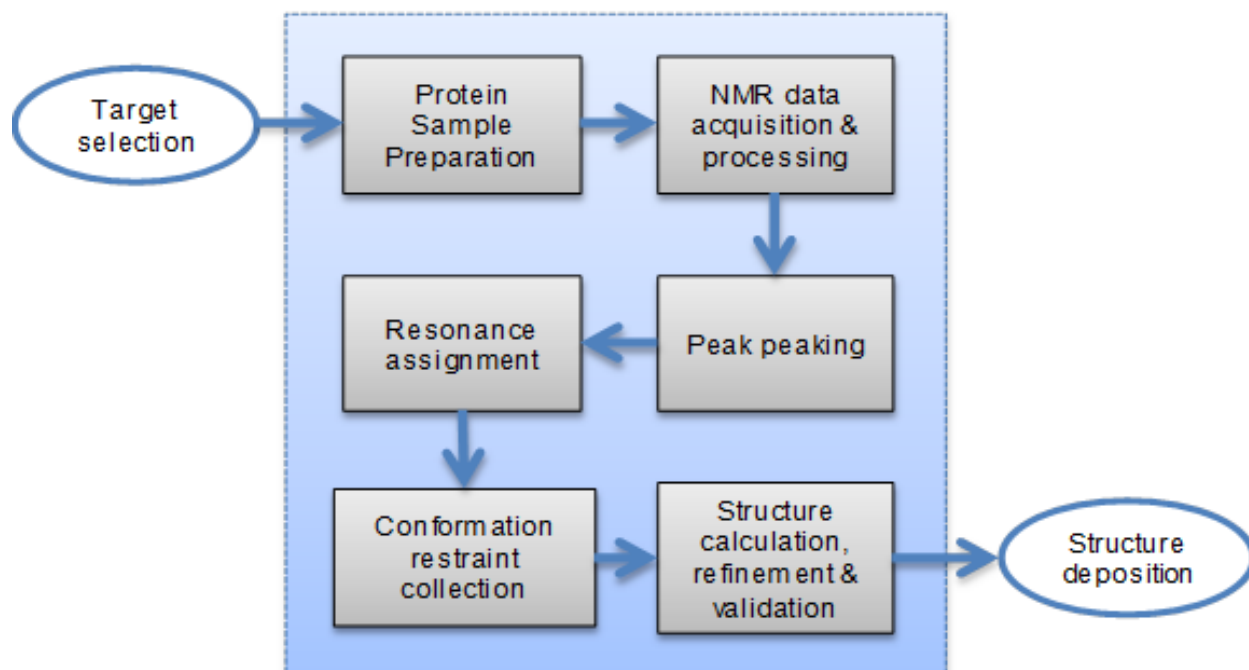 Target
selection
Protein
Sample
Preparation
NMR data
acquisition &
processing
Resonance
assignment
Peak peaking
Conformation
restraint
collection
Structure
calculation,
refinement &
validation
Structure
deposition